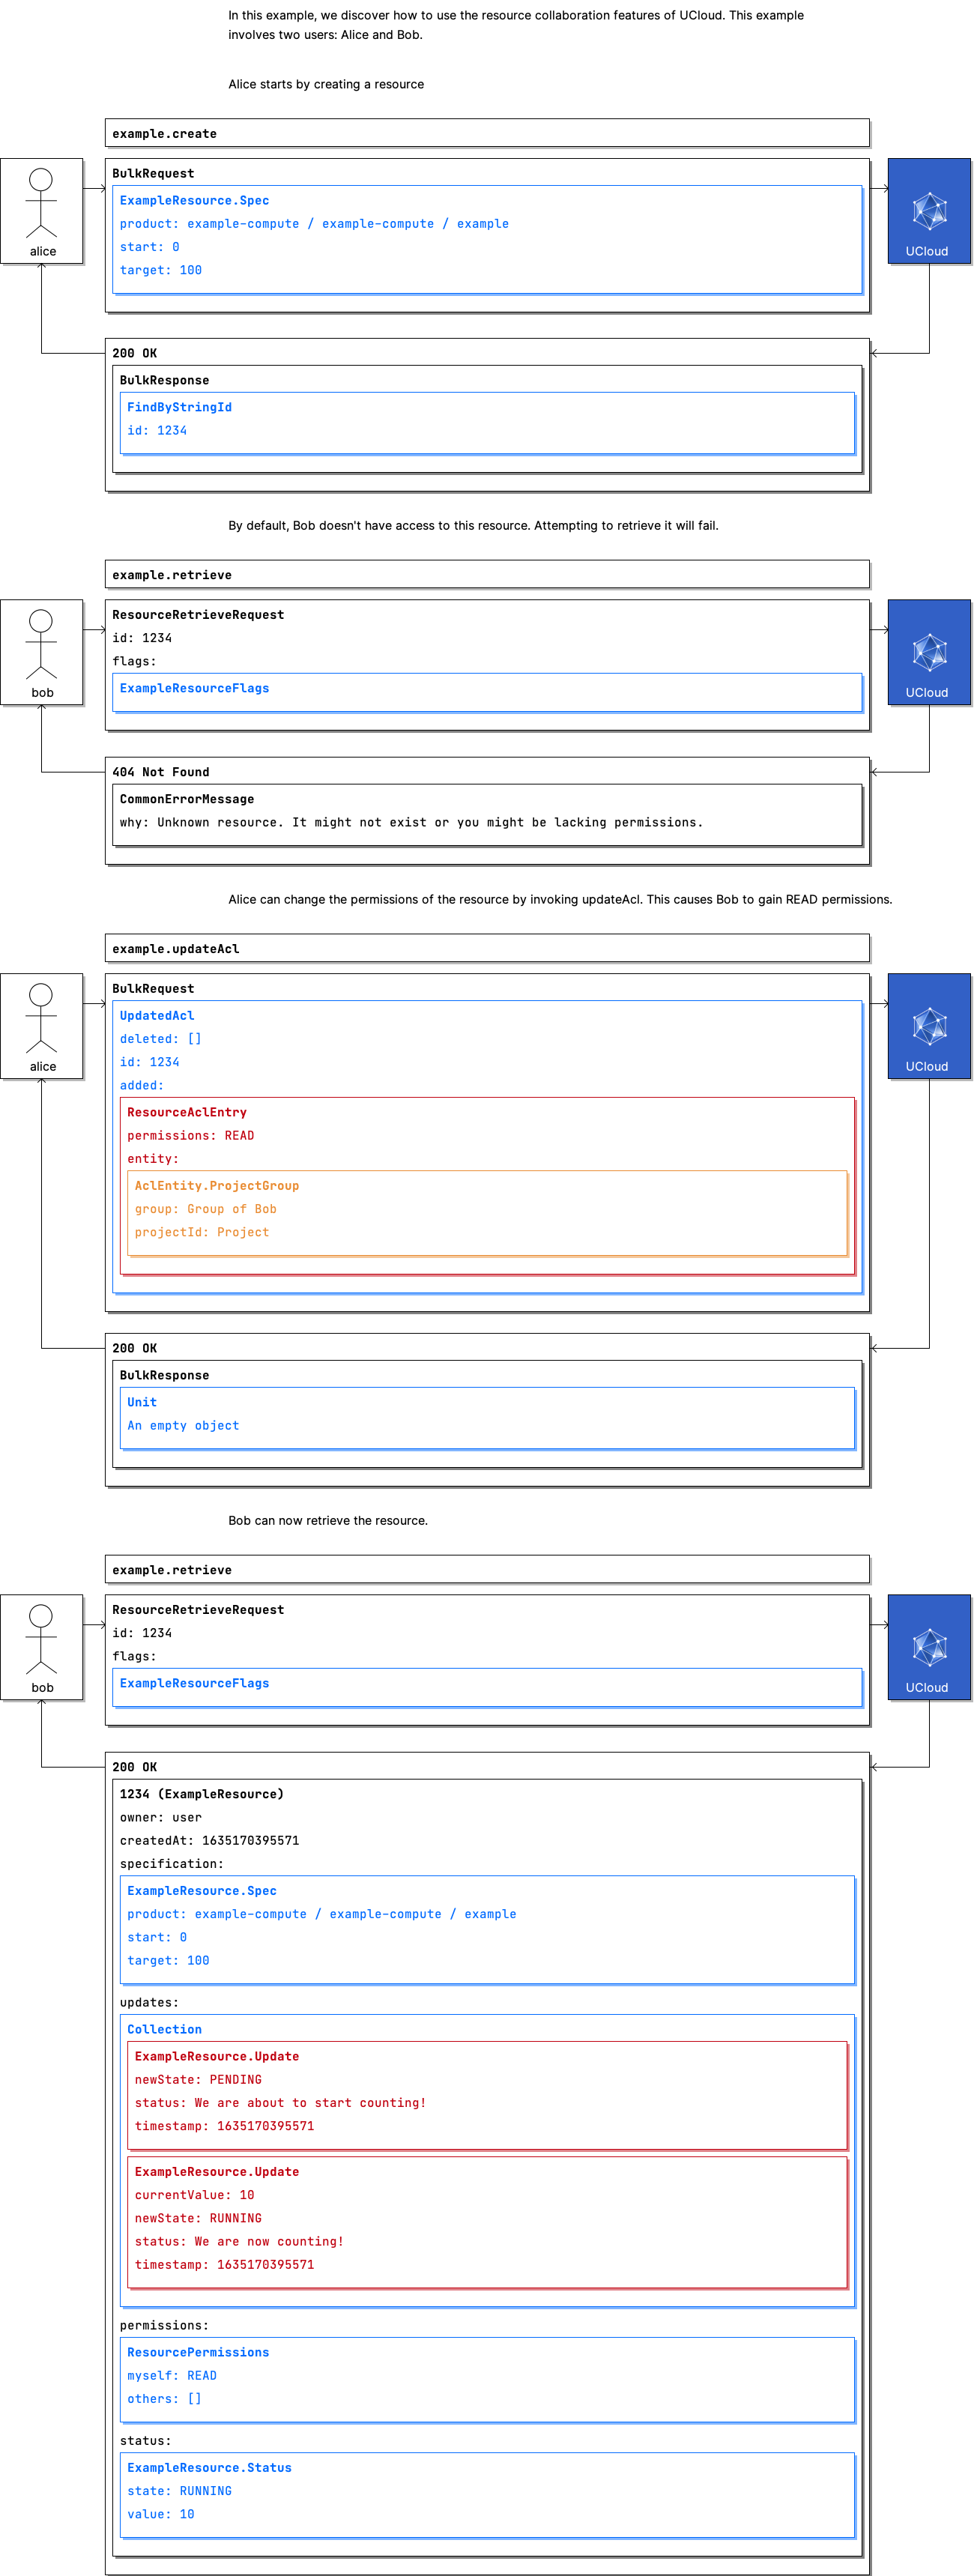 In this example, we discover how to use the resource collaboration features of UCloud. This example
involves two users: Alice and Bob.
Alice starts by creating a resource
example.create
BulkRequest
ExampleResource.Spec
product: example-compute / example-compute / example
start: 0
target: 100
alice
UCloud
200 OK
BulkResponse
FindByStringId
id: 1234
By default, Bob doesn't have access to this resource. Attempting to retrieve it will fail.
example.retrieve
ResourceRetrieveRequest
id: 1234
flags:
ExampleResourceFlags
bob
UCloud
404 Not Found
CommonErrorMessage
why: Unknown resource. It might not exist or you might be lacking permissions.
Alice can change the permissions of the resource by invoking updateAcl. This causes Bob to gain READ permissions.
example.updateAcl
BulkRequest
UpdatedAcl
deleted: []
id: 1234
alice
UCloud
added:
ResourceAclEntry
permissions: READ
entity:
AclEntity.ProjectGroup
group: Group of Bob
projectId: Project
200 OK
BulkResponse
Unit
An empty object
Bob can now retrieve the resource.
example.retrieve
ResourceRetrieveRequest
id: 1234
flags:
ExampleResourceFlags
bob
UCloud
200 OK
1234 (ExampleResource)
owner: user
createdAt: 1635170395571
specification:
ExampleResource.Spec
product: example-compute / example-compute / example
start: 0
target: 100
updates:
Collection
ExampleResource.Update
newState: PENDING
status: We are about to start counting!
timestamp: 1635170395571
ExampleResource.Update
currentValue: 10
newState: RUNNING
status: We are now counting!
timestamp: 1635170395571
permissions:
ResourcePermissions
myself: READ
others: []
status:
ExampleResource.Status
state: RUNNING
value: 10